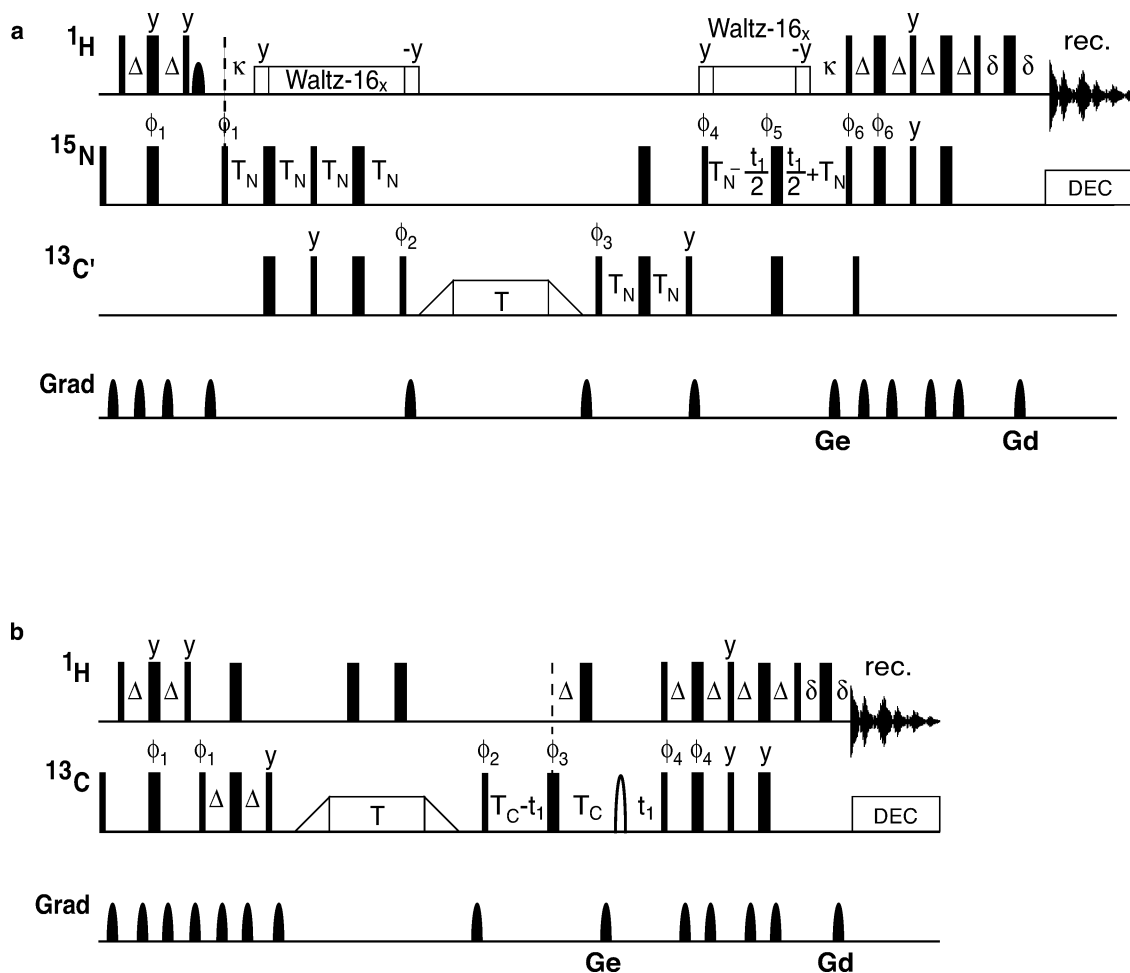 a
y y
Waltz-16x
¹H Δ Δ κ y Waltz-16x -y y -y κ Δ Δ y Δ Δ δ δ rec.
ϕ1 ϕ1 ϕ4 ϕ5 ϕ6 ϕ6 y
¹⁵N TN TN TN TN TN- t1/2 t1/2 +TN DEC
y ϕ2 ϕ3 y
¹³C' T TN TN
Grad
Ge Gd
b
y y y
¹H Δ Δ Δ Δ Δ Δ Δ δ δ rec.
ϕ1 ϕ1 y ϕ2 ϕ3 ϕ4 ϕ4 y y
¹³C Δ Δ T TC-t1 TC t1 DEC
Grad
Ge Gd